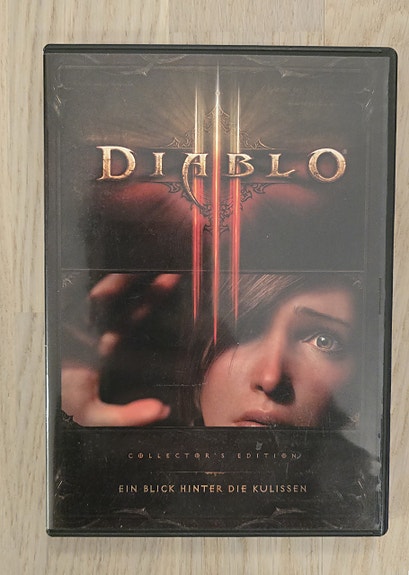 DIABLO®
COLLECTOR'S EDITION
EIN BLICK HINTER DIE KULISSEN